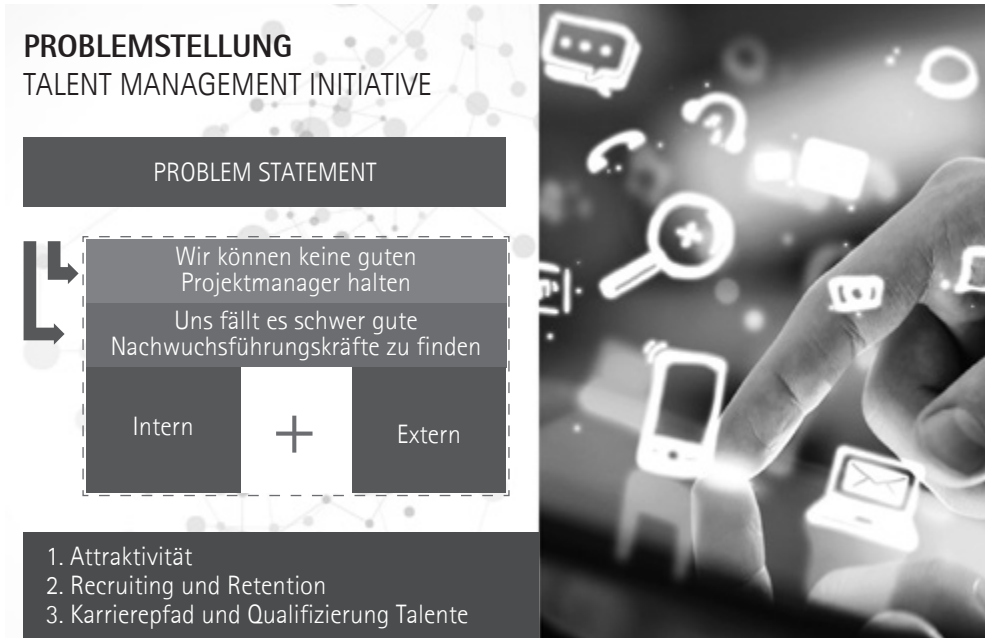 PROBLEMSTELLUNG
TALENT MANAGEMENT INITIATIVE
PROBLEM STATEMENT
Wir können keine guten
Projektmanager halten
Uns fällt es schwer gute
Nachwuchsführungskräfte zu finden
Intern
+
Extern
1. Attraktivität
2. Recruiting und Retention
3. Karrierepfad und Qualifizierung Talente